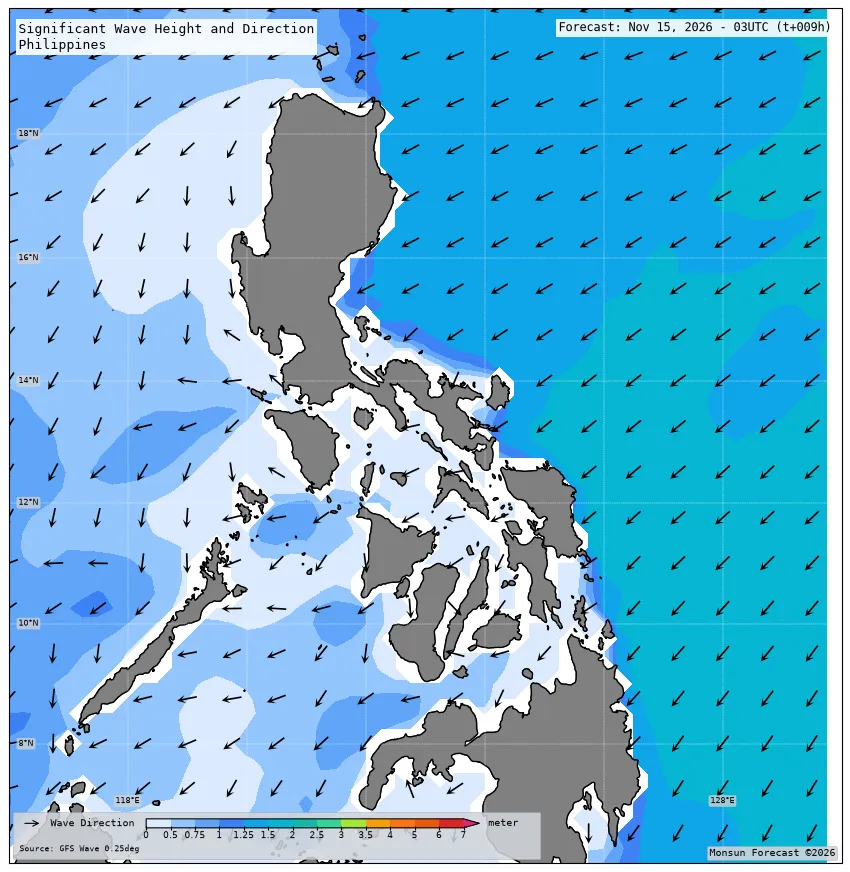 Significant Wave Height and Direction
Philippines
Forecast: Nov 15, 2026 - 03UTC (t+009h)
18°N
16°N
14°N
12°N
10°N
8°N
118°E
128°E
Wave Direction
0 0.5 0.75 1 1.25 1.5 2 2.5 3 3.5 4 5 6 7
meter
Source: GFS Wave 0.25deg
Monsun Forecast ©2026